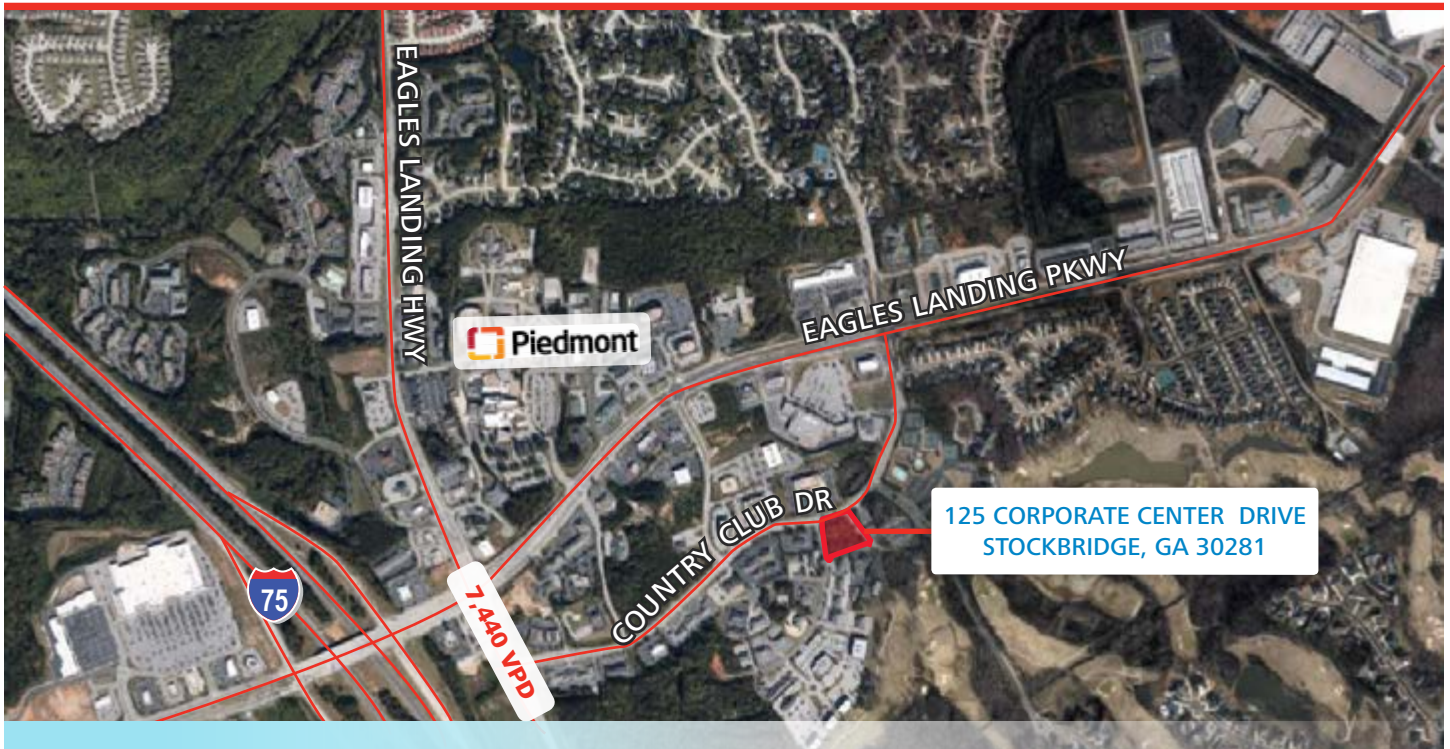 EAGLES LANDING HWY
EAGLES LANDING PKWY
Piedmont
COUNTRY CLUB DR
125 CORPORATE CENTER DRIVE
STOCKBRIDGE, GA 30281
75
7,440 VPD